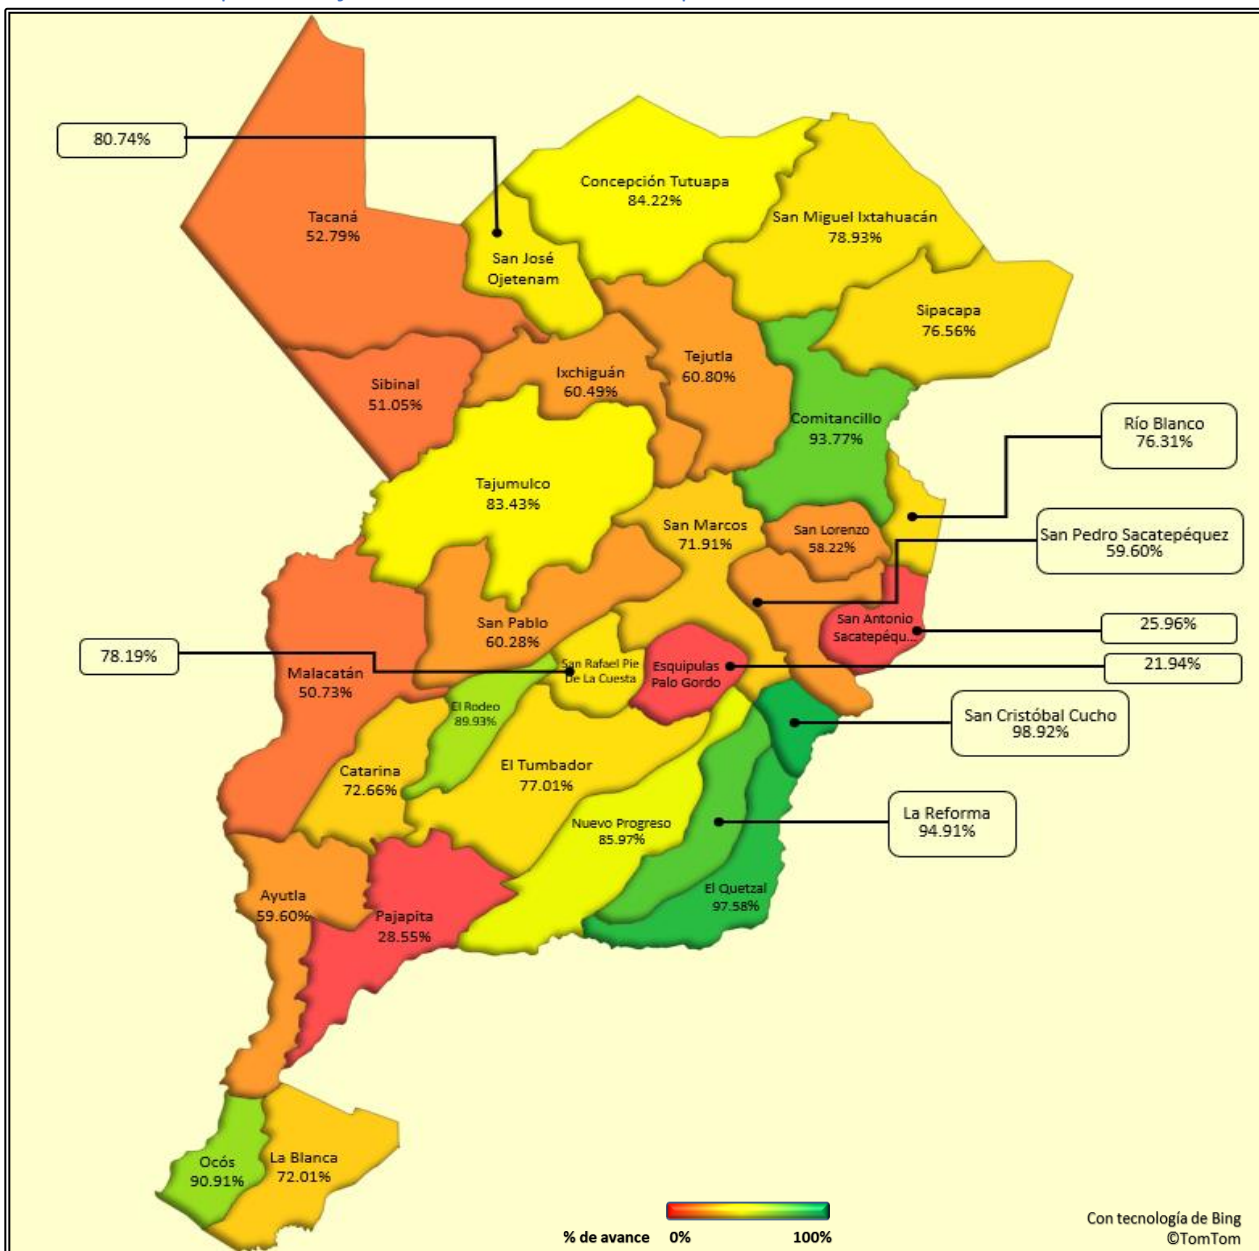 80.74%
Concepción Tutuapa
84.22%
Tacaná
52.79%
San Miguel Ixtahuacán
78.93%
San José
Ojetenam
Sipacapa
76.56%
Ixchiguán
60.49%
Tejutla
60.80%
Sibinal
51.05%
Comitancillo
93.77%
Río Blanco
76.31%
Tajumulco
83.43%
San Marcos
71.91%
San Lorenzo
58.22%
San Pedro Sacatepéquez
59.60%
San Pablo
60.28%
San Antonio
Sacatepéqu...
25.96%
78.19%
San Rafael Pie
De La Cuesta
Esquipulas
Palo Gordo
21.94%
Malacatán
50.73%
El Rodeo
89.93%
San Cristóbal Cucho
98.92%
Catarina
72.66%
El Tumbador
77.01%
Nuevo Progreso
85.97%
La Reforma
94.91%
Ayutla
59.60%
Pajapita
28.55%
El Quetzal
97.58%
Ocós
90.91%
La Blanca
72.01%
% de avance 0% 100%
Con tecnología de Bing
©TomTom